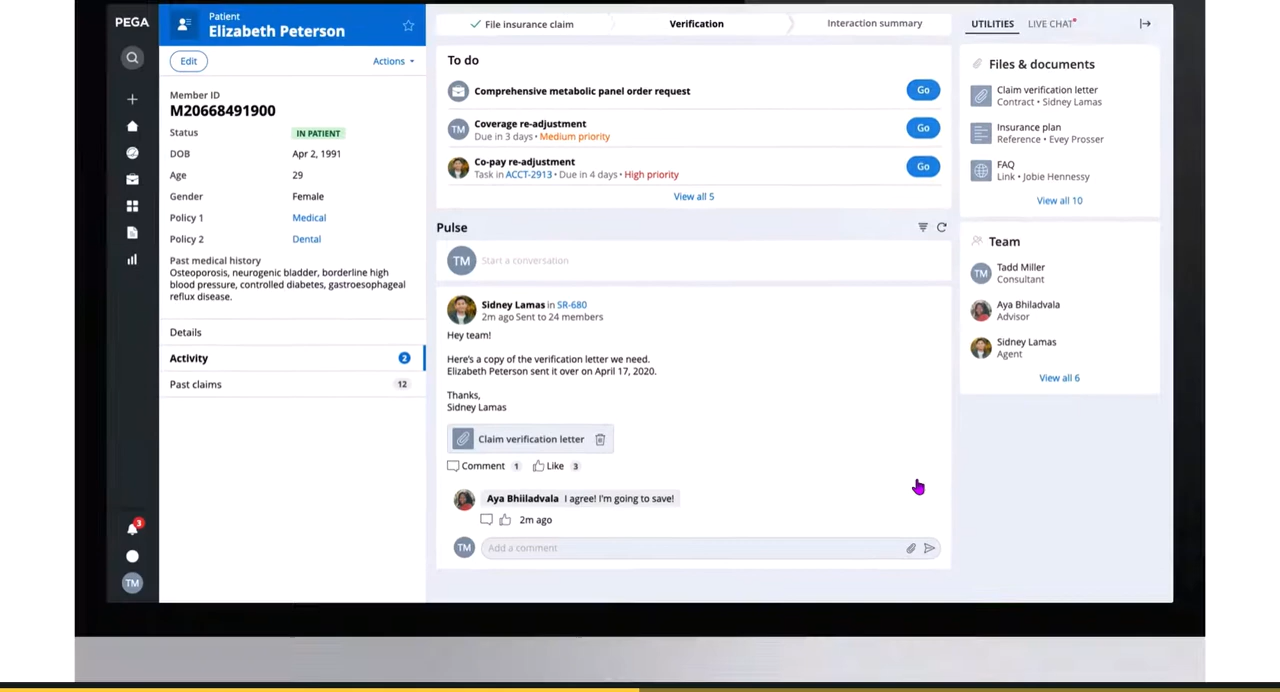 PEGA
Patient
Elizabeth Peterson
Edit
Actions
Member ID
M20668491900
Status IN PATIENT
DOB Apr 2, 1991
Age 29
Gender Female
Policy 1 Medical
Policy 2 Dental
Past medical history
Osteoporosis, neurogenic bladder, borderline high
blood pressure, controlled diabetes, gastroesophageal
reflux disease.
Details
Activity 2
Past claims 12
3
TM
File insurance claim
Verification
Interaction summary
To do
Comprehensive metabolic panel order request
Go
TM
Coverage re-adjustment
Due in 3 days • Medium priority
Go
Co-pay re-adjustment
Task in ACCT-2913 • Due in 4 days • High priority
Go
View all 5
Pulse
TM
Start a conversation
Sidney Lamas in SR-680
2m ago Sent to 24 members
Hey team!
Here's a copy of the verification letter we need.
Elizabeth Peterson sent it over on April 17, 2020.
Thanks,
Sidney Lamas
Claim verification letter
Comment 1 Like 3
Aya Bhiiladvala I agree! I'm going to save!
2m ago
TM
Add a comment
UTILITIES
LIVE CHAT
Files & documents
Claim verification letter
Contract • Sidney Lamas
Insurance plan
Reference • Evey Prosser
FAQ
Link • Jobie Hennessy
View all 10
Team
TM
Tadd Miller
Consultant
Aya Bhiladvala
Advisor
Sidney Lamas
Agent
View all 6